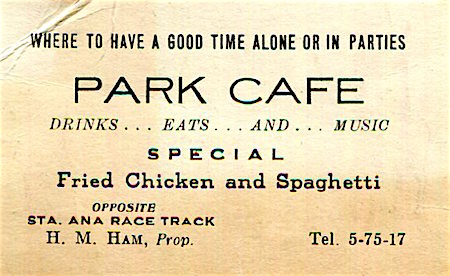 WHERE TO HAVE A GOOD TIME ALONE OR IN PARTIES
PARK CAFE
DRINKS . . . EATS . . . AND . . . MUSIC
SPECIAL
Fried Chicken and Spaghetti
OPPOSITE
STA. ANA RACE TRACK
H. M. HAM, Prop. Tel. 5-75-17